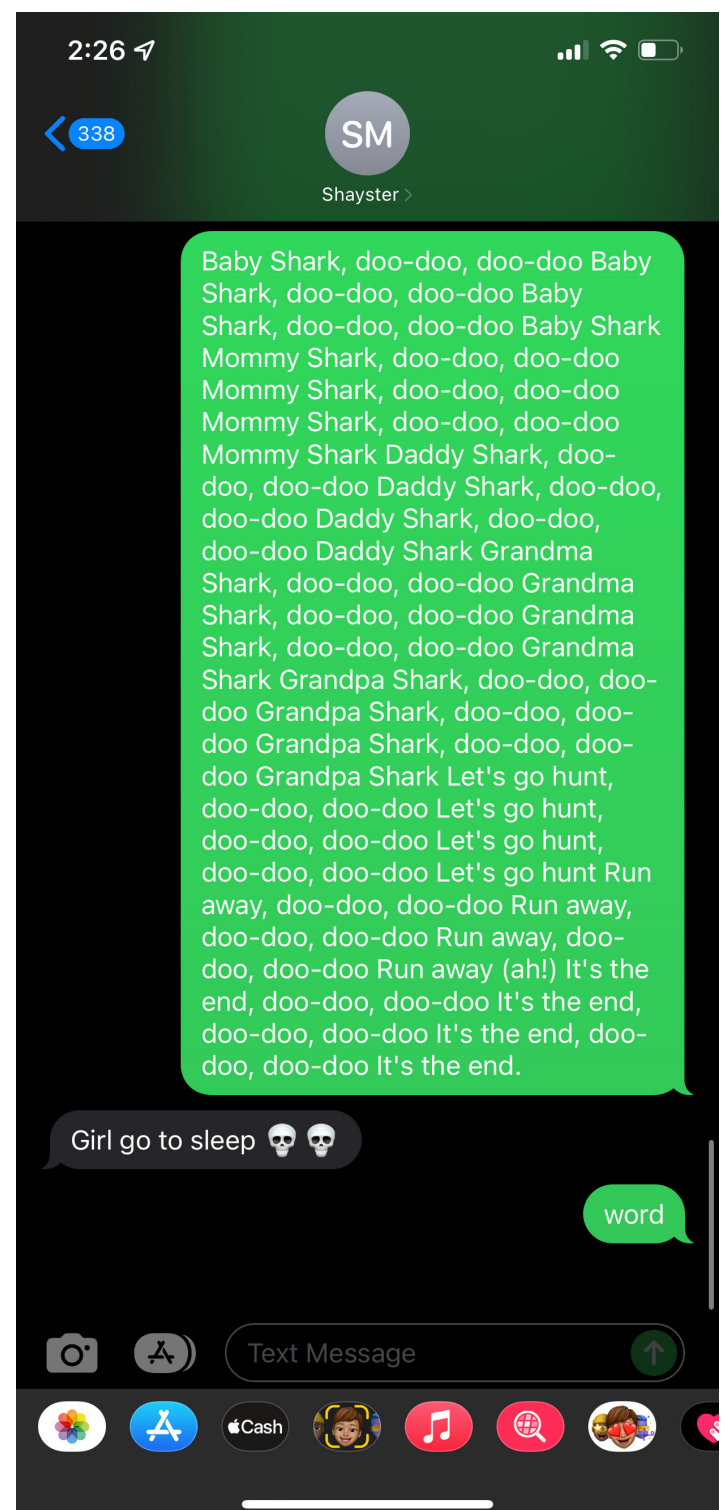 2:26
338
SM
Shayster
Baby Shark, doo-doo, doo-doo Baby
Shark, doo-doo, doo-doo Baby
Shark, doo-doo, doo-doo Baby Shark
Mommy Shark, doo-doo, doo-doo
Mommy Shark, doo-doo, doo-doo
Mommy Shark, doo-doo, doo-doo
Mommy Shark Daddy Shark, doo-
doo, doo-doo Daddy Shark, doo-doo,
doo-doo Daddy Shark, doo-doo,
doo-doo Daddy Shark Grandma
Shark, doo-doo, doo-doo Grandma
Shark, doo-doo, doo-doo Grandma
Shark, doo-doo, doo-doo Grandma
Shark Grandpa Shark, doo-doo, doo-
doo Grandpa Shark, doo-doo, doo-
doo Grandpa Shark, doo-doo, doo-
doo Grandpa Shark Let's go hunt,
doo-doo, doo-doo Let's go hunt,
doo-doo, doo-doo Let's go hunt,
doo-doo, doo-doo Let's go hunt Run
away, doo-doo, doo-doo Run away,
doo-doo, doo-doo Run away, doo-
doo, doo-doo Run away (ah!) It's the
end, doo-doo, doo-doo It's the end,
doo-doo, doo-doo It's the end, doo-
doo, doo-doo It's the end.
Girl go to sleep 💀 💀
word
Text Message
Cash